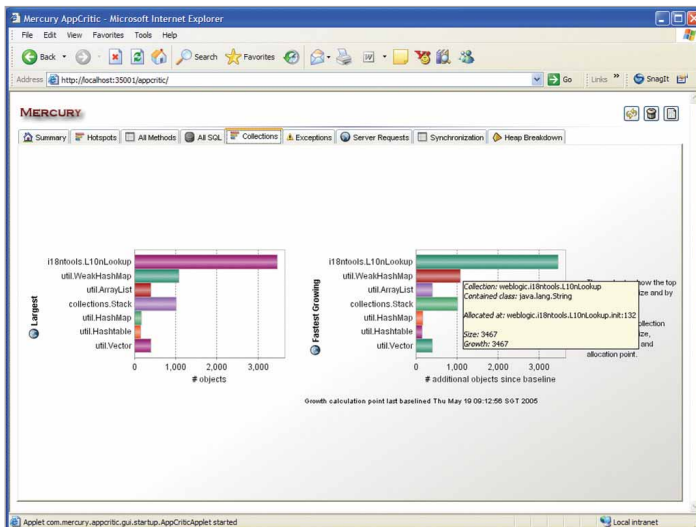 Mercury AppCritic - Microsoft Internet Explorer
File Edit View Favorites Tools Help
Back Search Favorites
Address http://localhost:35001/appcritic/ Go Links » SnagIt
MERCURY
Summary Hotspots All Methods All SQL Collections Exceptions Server Requests Synchronization Heap Breakdown
Largest
i18ntools.L10nLookup
util.WeakHashMap
util.ArrayList
collections.Stack
util.HashMap
util.Hashtable
util.Vector
0 1,000 2,000 3,000
# objects
Fastest Growing
i18ntools.L10nLookup
util.WeakHashMap
util.ArrayList
collections.Stack
util.HashMap
util.Hashtable
util.Vector
0 1,000 2,000 3,000
# additional objects since baseline
Collection: weblogic.i18ntools.L10nLookup
Contained class: java.lang.String
Allocated at: weblogic.i18ntools.L10nLookup.init:132
Size: 3467
Growth: 3467
how the top
ize and by
llection
ize,
and
allocation point.
Growth calculation point last baselined Thu May 19 09:12:56 SGT 2005
Applet com.mercury.appcritic.gui.startup.AppCriticApplet started
Local intranet